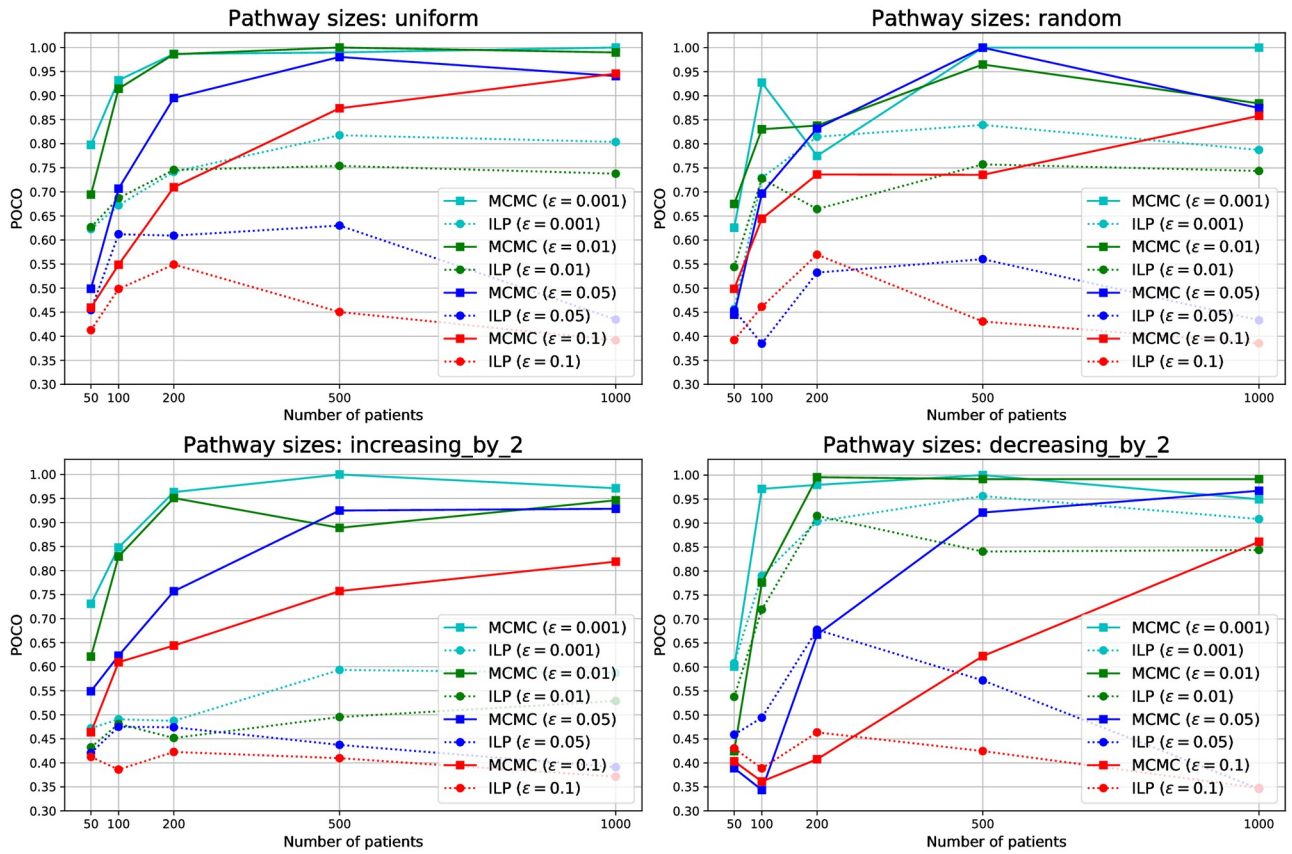 Pathway sizes: uniform
POCO
1.00
0.95
0.90
0.85
0.80
0.75
0.70
0.65
0.60
0.55
0.50
0.45
0.40
0.35
0.30
MCMC (ε = 0.001)
ILP (ε = 0.001)
MCMC (ε = 0.01)
ILP (ε = 0.01)
MCMC (ε = 0.05)
ILP (ε = 0.05)
MCMC (ε = 0.1)
ILP (ε = 0.1)
50 100 200 500 1000
Number of patients
Pathway sizes: random
POCO
1.00
0.95
0.90
0.85
0.80
0.75
0.70
0.65
0.60
0.55
0.50
0.45
0.40
0.35
0.30
MCMC (ε = 0.001)
ILP (ε = 0.001)
MCMC (ε = 0.01)
ILP (ε = 0.01)
MCMC (ε = 0.05)
ILP (ε = 0.05)
MCMC (ε = 0.1)
ILP (ε = 0.1)
50 100 200 500 1000
Number of patients
Pathway sizes: increasing_by_2
POCO
1.00
0.95
0.90
0.85
0.80
0.75
0.70
0.65
0.60
0.55
0.50
0.45
0.40
0.35
0.30
MCMC (ε = 0.001)
ILP (ε = 0.001)
MCMC (ε = 0.01)
ILP (ε = 0.01)
MCMC (ε = 0.05)
ILP (ε = 0.05)
MCMC (ε = 0.1)
ILP (ε = 0.1)
50 100 200 500 1000
Number of patients
Pathway sizes: decreasing_by_2
POCO
1.00
0.95
0.90
0.85
0.80
0.75
0.70
0.65
0.60
0.55
0.50
0.45
0.40
0.35
0.30
MCMC (ε = 0.001)
ILP (ε = 0.001)
MCMC (ε = 0.01)
ILP (ε = 0.01)
MCMC (ε = 0.05)
ILP (ε = 0.05)
MCMC (ε = 0.1)
ILP (ε = 0.1)
50 100 200 500 1000
Number of patients